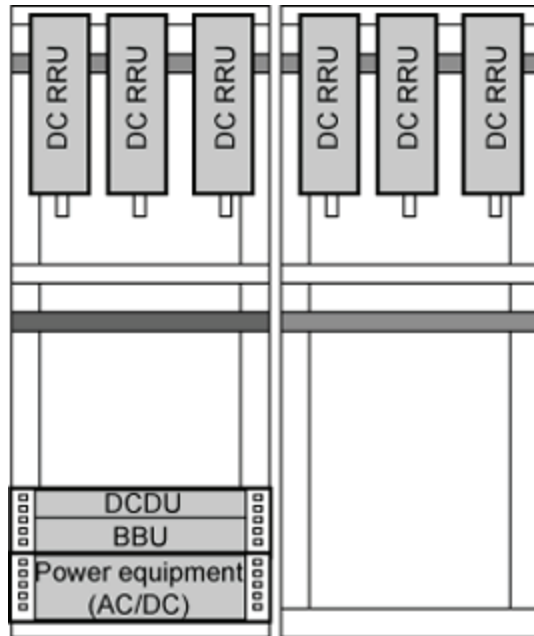 DC RRU
DC RRU
DC RRU
DC RRU
DC RRU
DC RRU
DCDU
BBU
Power equipment
(AC/DC)